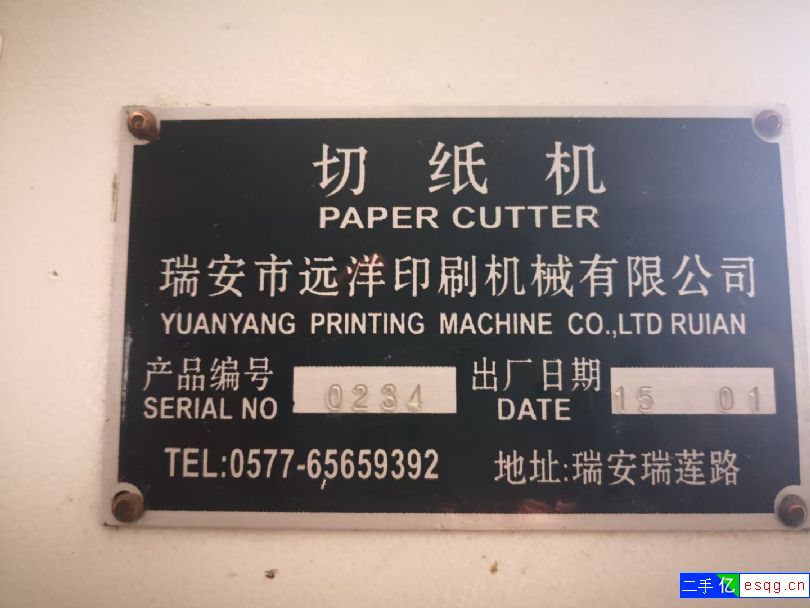 切纸机
PAPER CUTTER
瑞安市远洋印刷机械有限公司
YUANYANG PRINTING MACHINE CO.,LTD RUIAN
产品编号 0234 出厂日期 15 01
SERIAL NO DATE
TEL:0577-65659392 地址:瑞安瑞莲路
二手亿 esqg.cn